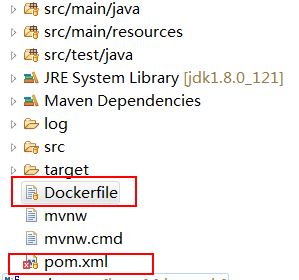 src/main/java
src/main/resources
src/test/java
JRE System Library [jdk1.8.0_121]
Maven Dependencies
log
src
target
Dockerfile
mvnw
mvnw.cmd
pom.xml